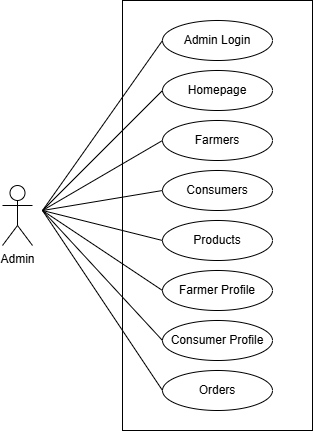 Admin Login
Homepage
Farmers
Consumers
Products
Admin
Farmer Profile
Consumer Profile
Orders